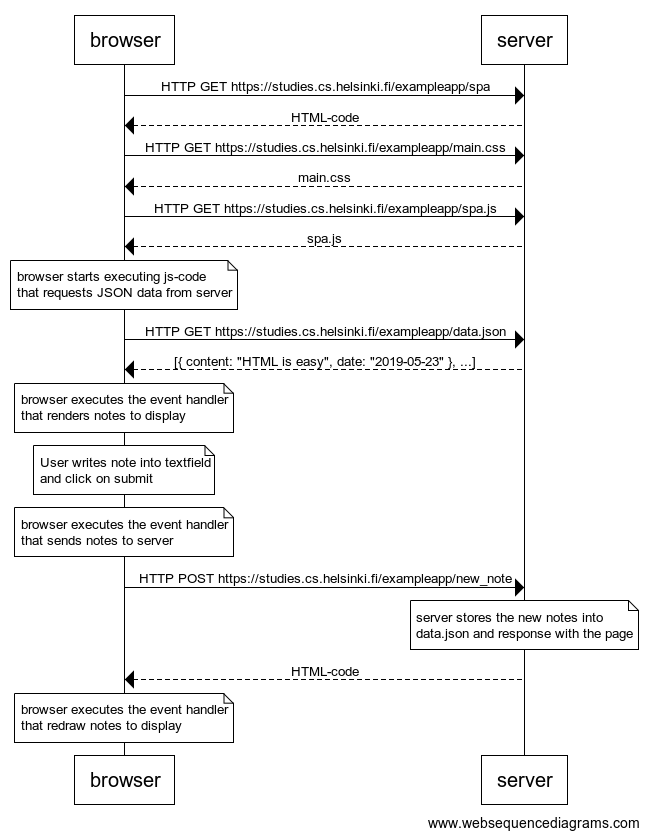 browser
server
HTTP GET https://studies.cs.helsinki.fi/exampleapp/spa
HTML-code
HTTP GET https://studies.cs.helsinki.fi/exampleapp/main.css
main.css
HTTP GET https://studies.cs.helsinki.fi/exampleapp/spa.js
spa.js
browser starts executing js-code
that requests JSON data from server
HTTP GET https://studies.cs.helsinki.fi/exampleapp/data.json
[{ content: "HTML is easy", date: "2019-05-23" }, ...]
browser executes the event handler
that renders notes to display
User writes note into textfield
and click on submit
browser executes the event handler
that sends notes to server
HTTP POST https://studies.cs.helsinki.fi/exampleapp/new_note
server stores the new notes into
data.json and response with the page
HTML-code
browser executes the event handler
that redraw notes to display
browser
server
www.websequencediagrams.com